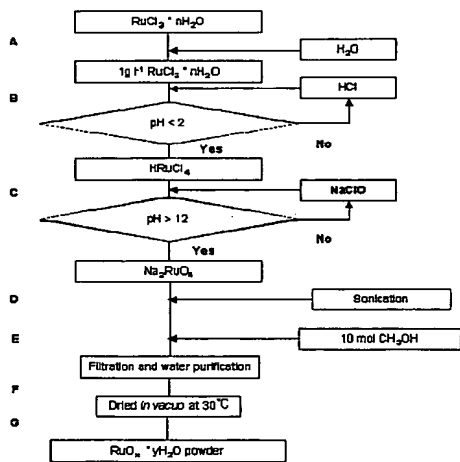 RuCl₃ * nH₂O
A
H₂O
1g l⁻¹ RuCl₃ * nH₂O
B
HCl
pH < 2
No
Yes
HRuCl₄
C
NaClO
pH > 12
No
Yes
Na₂RuO₄
D
Sonication
E
10 mol CH₃OH
Filtration and water purification
F
Dried in vacuo at 30℃
G
RuOₓ * yH₂O powder